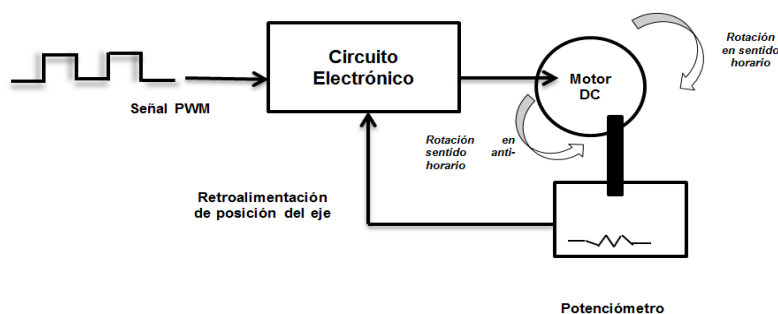 Circuito
Electrónico
Motor
DC
Rotación
en sentido
horario
Señal PWM
Rotación en
sentido anti-
horario
Retroalimentación
de posición del eje
Potenciómetro